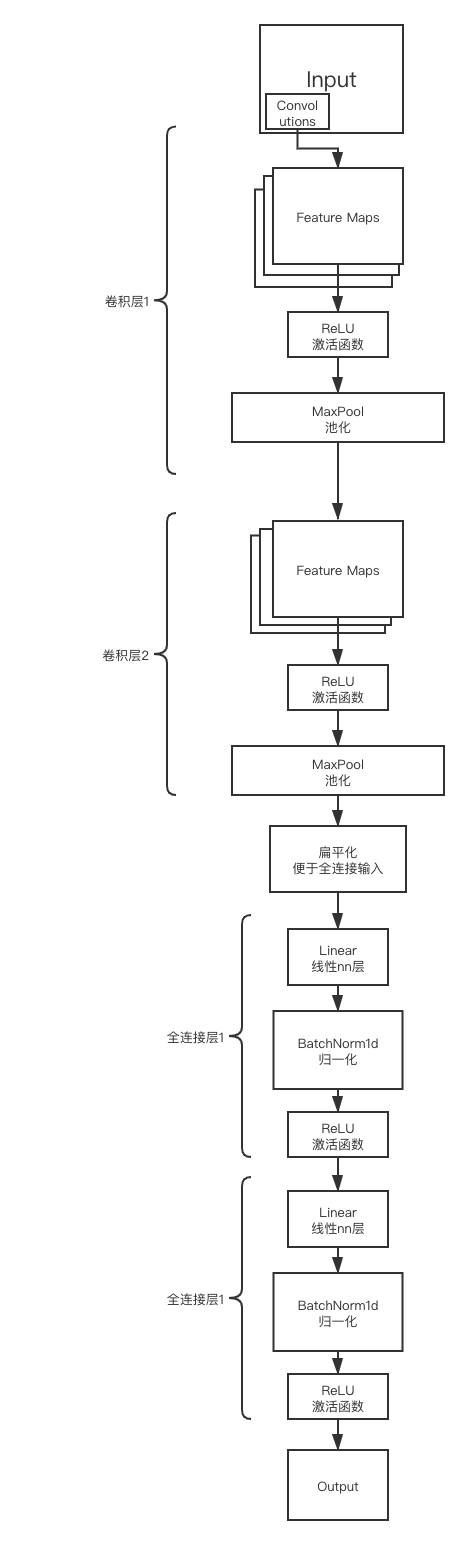 Input
Convol
utions
Feature Maps
卷积层1
ReLU
激活函数
MaxPool
池化
Feature Maps
卷积层2
ReLU
激活函数
MaxPool
池化
扁平化
便于全连接输入
Linear
线性nn层
全连接层1
BatchNorm1d
归一化
ReLU
激活函数
Linear
线性nn层
全连接层1
BatchNorm1d
归一化
ReLU
激活函数
Output